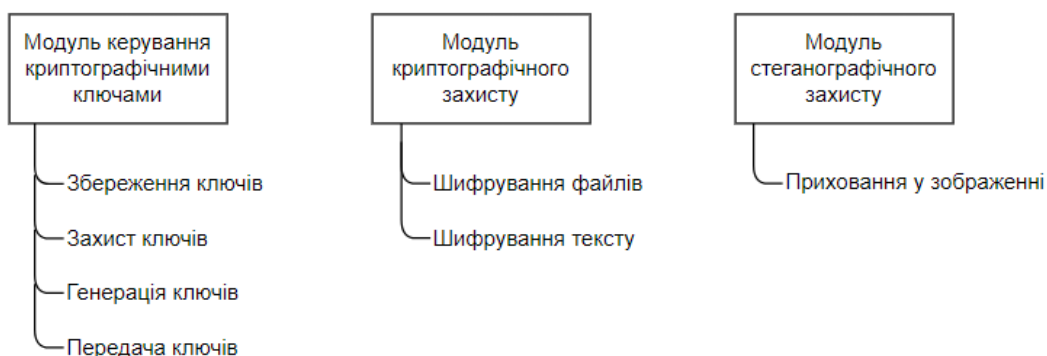 Модуль керування
криптографічними
ключами
Збереження ключів
Захист ключів
Генерація ключів
Передача ключів
Модуль
криптографічного
захисту
Шифрування файлів
Шифрування тексту
Модуль
стеганографічного
захисту
Приховання у зображенні